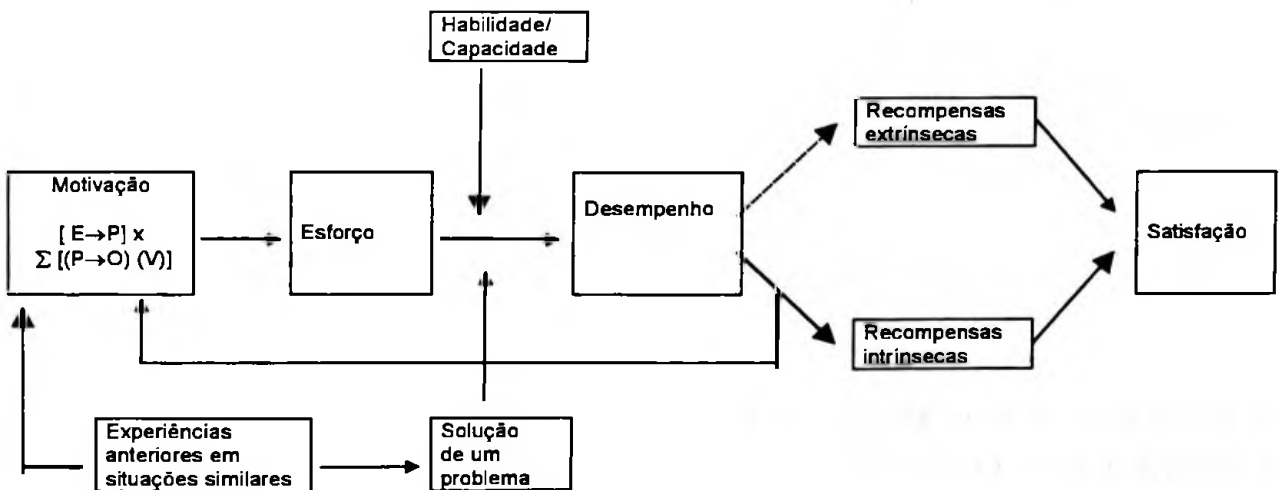 Habilidade/
Capacidade
Recompensas
extrínsecas
Motivação
[ E→P] x
Σ [((P→O) (V)]
Esforço
Desempenho
Satisfação
Recompensas
intrínsecas
Experiências
anteriores em
situações similares
Solução
de um
problema